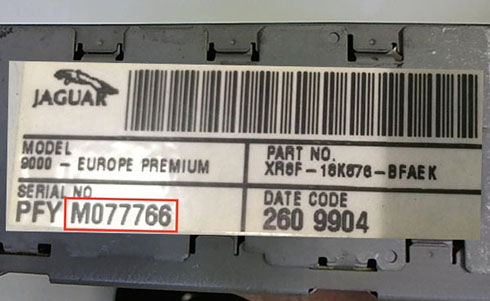 JAGUAR
MODEL
9000 - EUROPE PREMIUM
PART NO.
XR8F-18K876-BFAEK
SERIAL NO
PFY M077766
DATE CODE
260 9904